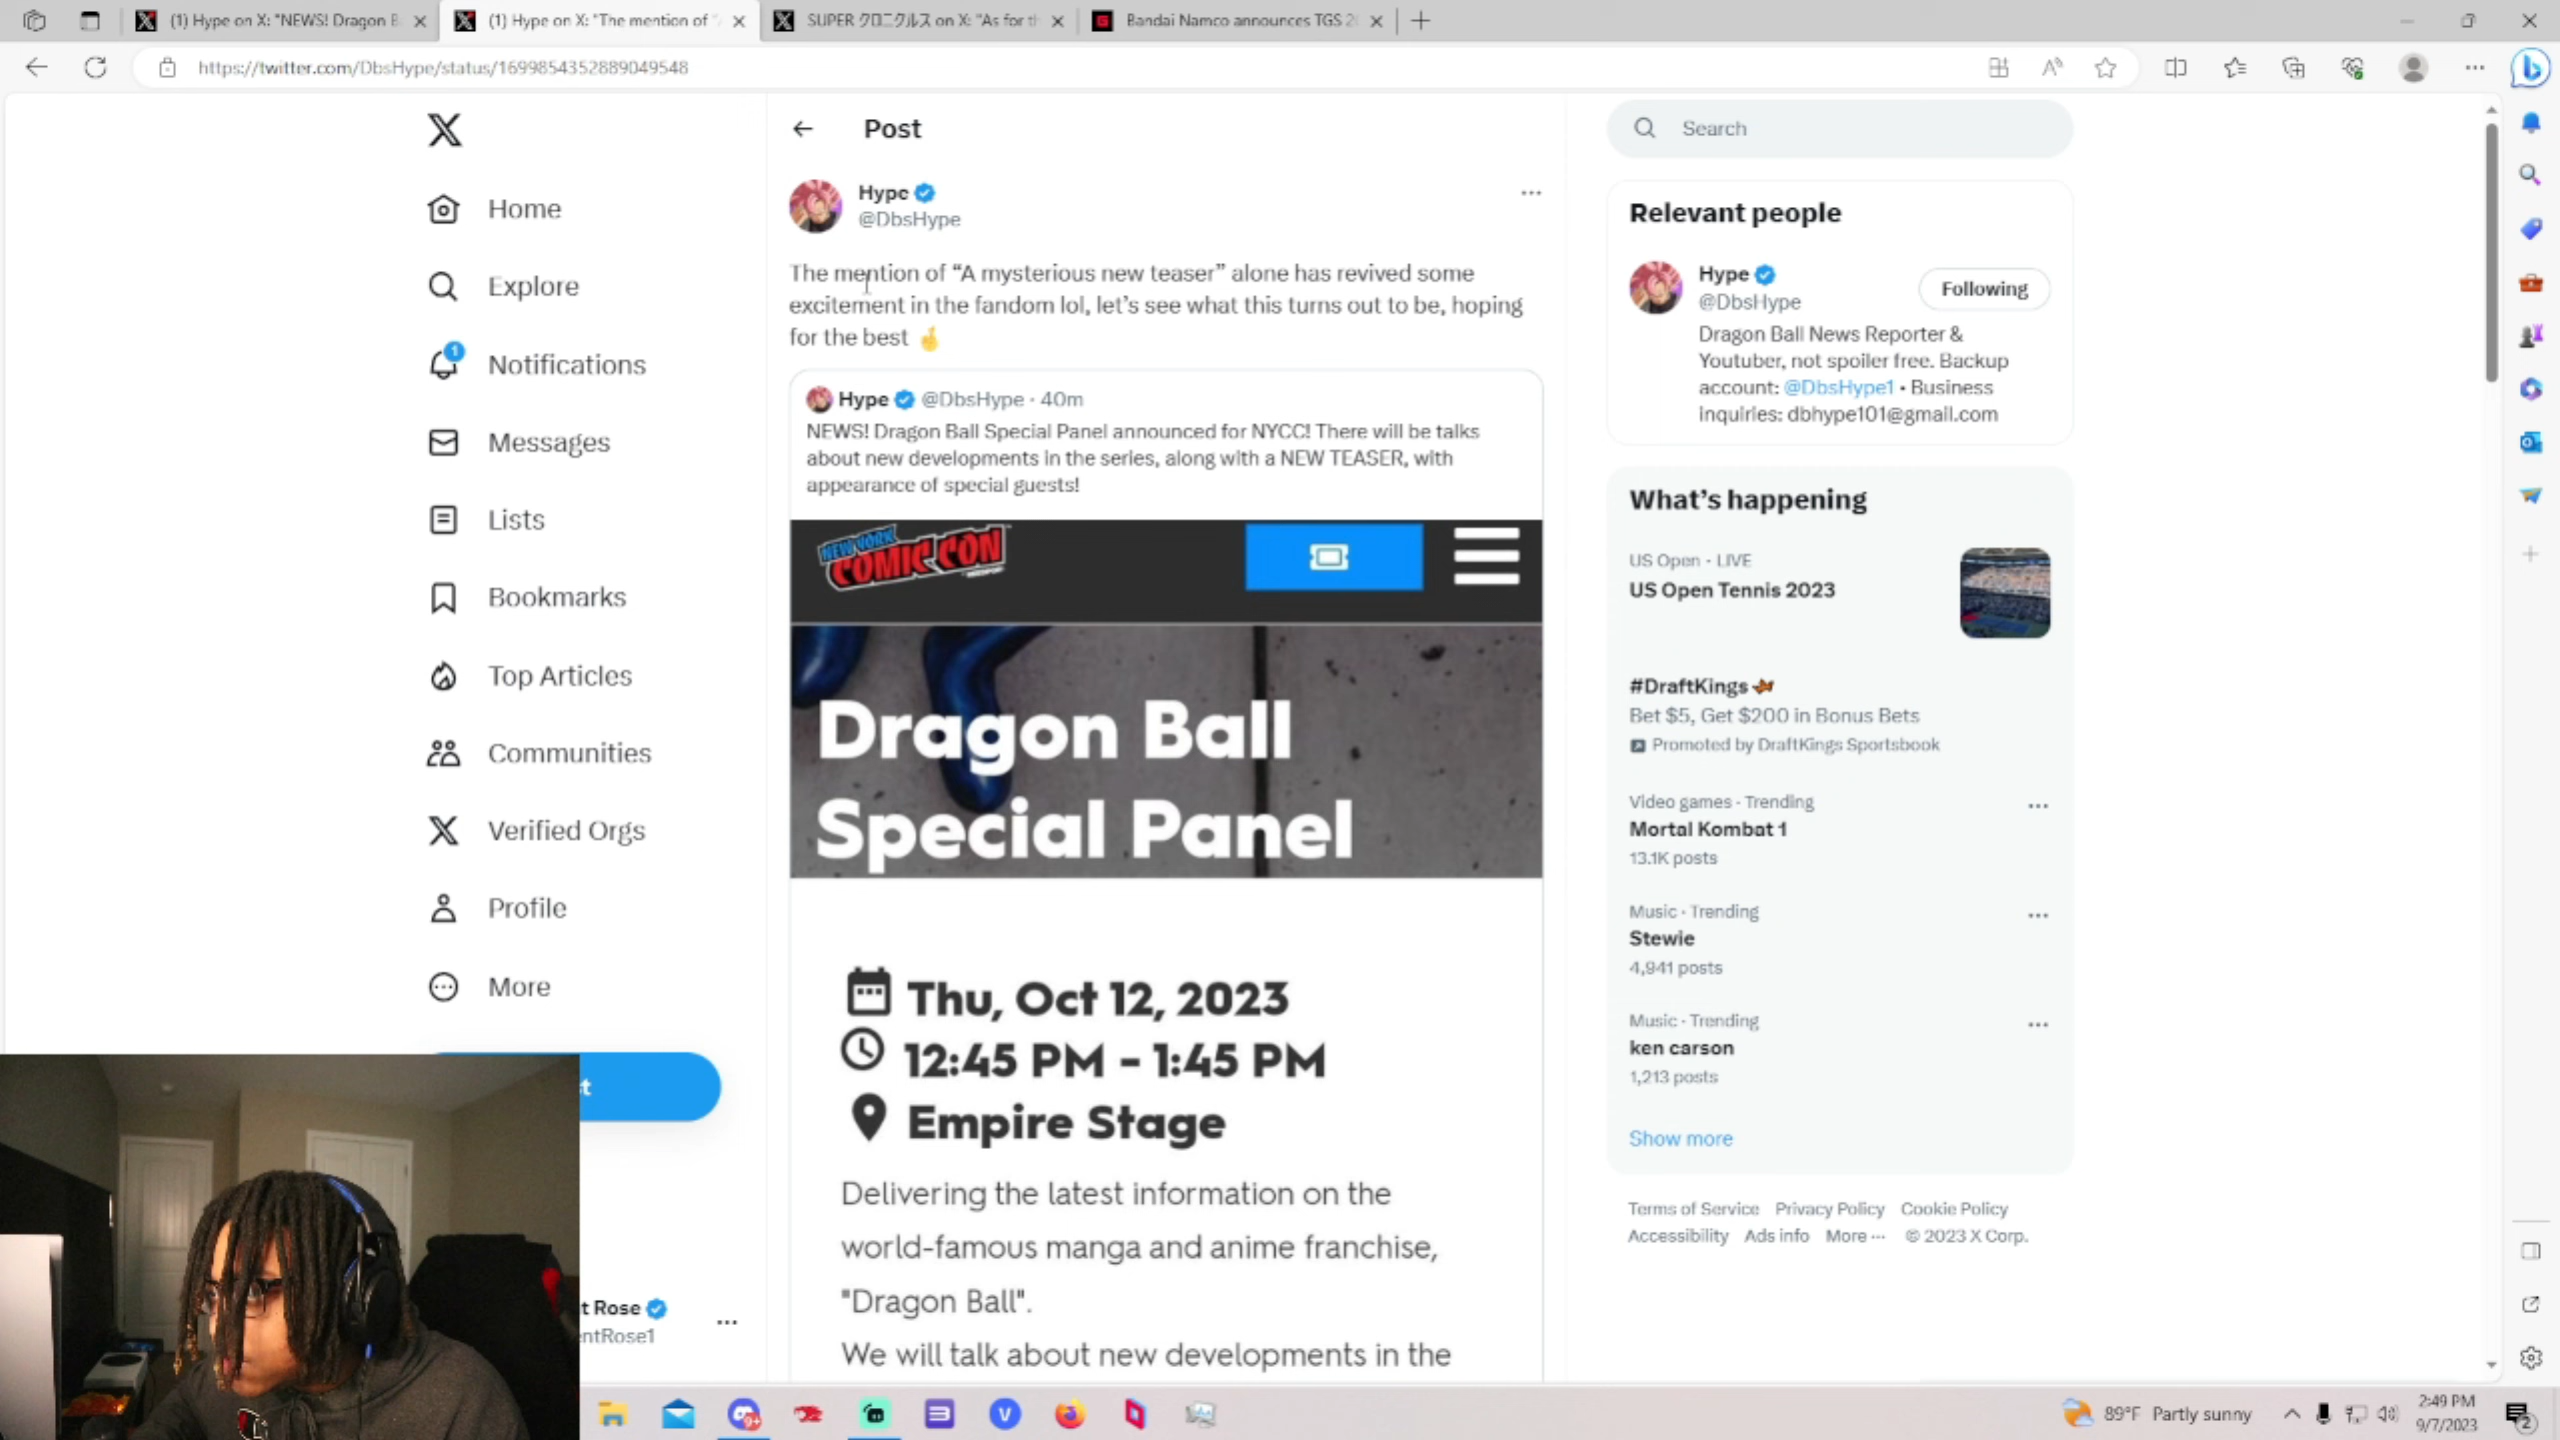 (1) Hype on X: "NEWS! Dragon B
(1) Hype on X: "The mention of "
SUPER クロニクルス on X: "As for th
Bandai Namco announces TGS 20
https://twitter.com/DbsHype/status/1699854352889049548
Home
Explore
1
Notifications
Messages
Lists
Bookmarks
Top Articles
Communities
Verified Orgs
Profile
More
t
t Rose
entRose1
Post
Hype
@DbsHype
The mention of “A mysterious new teaser” alone has revived some
excitement in the fandom lol, let’s see what this turns out to be, hoping
for the best 🤞
Hype @DbsHype · 40m
NEWS! Dragon Ball Special Panel announced for NYCC! There will be talks
about new developments in the series, along with a NEW TEASER, with
appearance of special guests!
NEW YORK
COMIC CON
Dragon Ball
Special Panel
Thu, Oct 12, 2023
12:45 PM - 1:45 PM
Empire Stage
Delivering the latest information on the
world-famous manga and anime franchise,
"Dragon Ball".
We will talk about new developments in the
Search
Relevant people
Hype
@DbsHype
Following
Dragon Ball News Reporter &
Youtuber, not spoiler free. Backup
account: @DbsHype1 • Business
inquiries: dbhype101@gmail.com
What’s happening
US Open · LIVE
US Open Tennis 2023
#DraftKings
Bet $5, Get $200 in Bonus Bets
Promoted by DraftKings Sportsbook
Video games · Trending
Mortal Kombat 1
13.1K posts
Music · Trending
Stewie
4,941 posts
Music · Trending
ken carson
1,213 posts
Show more
Terms of Service Privacy Policy Cookie Policy
Accessibility Ads info More ··· © 2023 X Corp.
9+
89°F Partly sunny
2:49 PM
9/7/2023
2